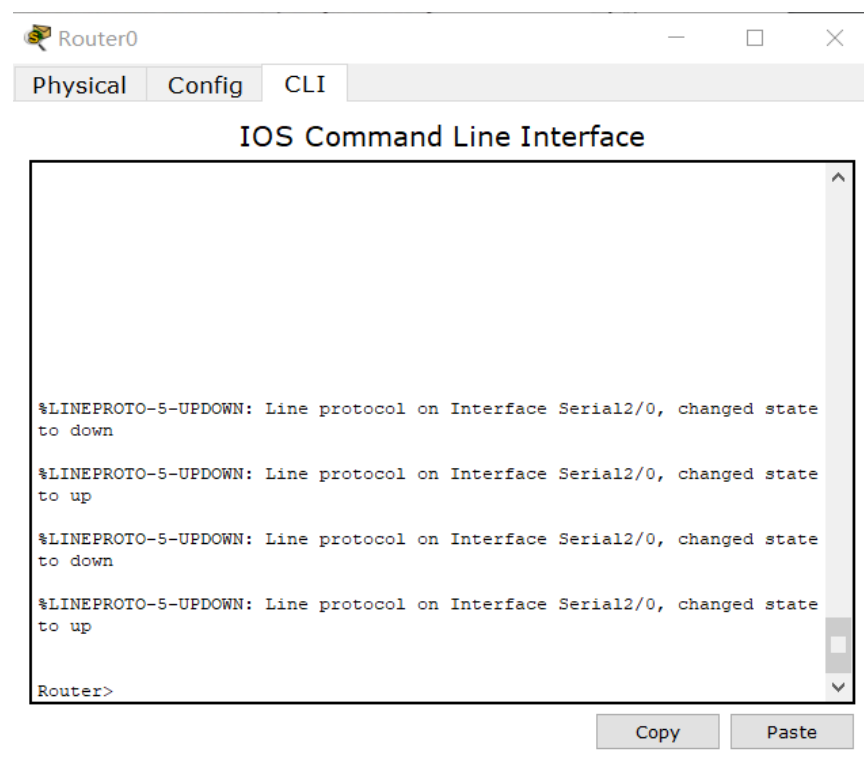 Router0
Physical Config CLI
IOS Command Line Interface
%LINEPROTO-5-UPDOWN: Line protocol on Interface Serial2/0, changed state
to down
%LINEPROTO-5-UPDOWN: Line protocol on Interface Serial2/0, changed state
to up
%LINEPROTO-5-UPDOWN: Line protocol on Interface Serial2/0, changed state
to down
%LINEPROTO-5-UPDOWN: Line protocol on Interface Serial2/0, changed state
to up
Router>
Copy Paste